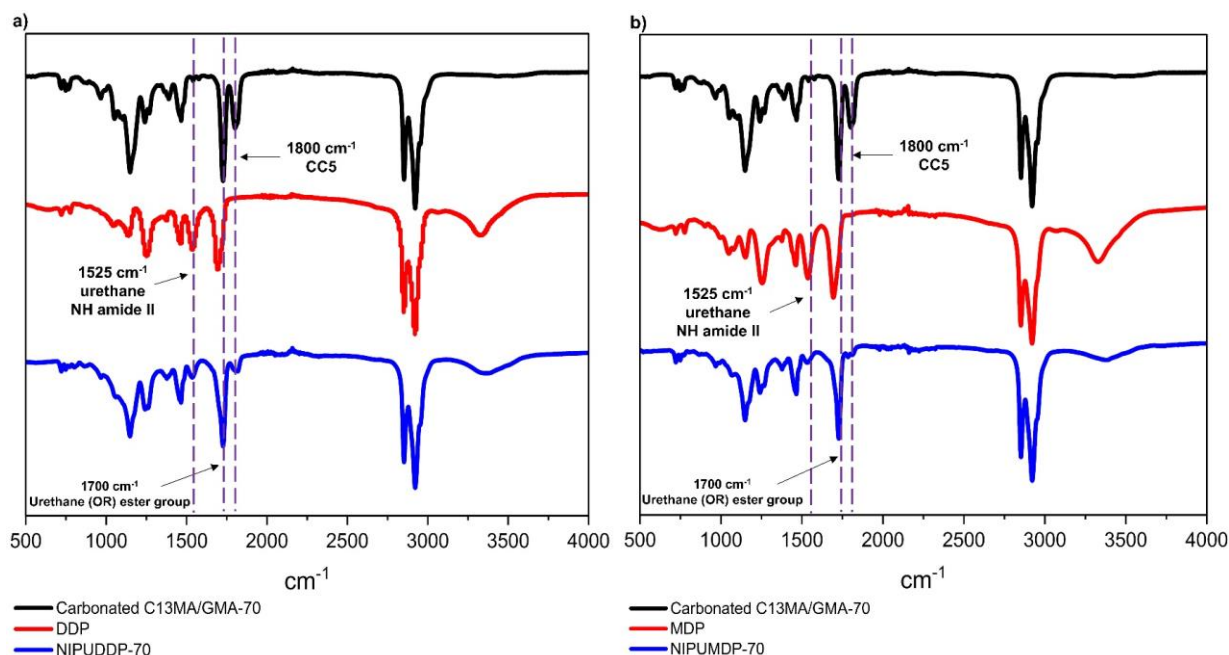 a)
1800 cm⁻¹
CC5
1525 cm⁻¹
urethane
NH amide II
1700 cm⁻¹
Urethane (OR) ester group
500 1000 1500 2000 2500 3000 3500 4000
cm⁻¹
Carbonated C13MA/GMA-70
DDP
NIPUDDP-70
b)
1800 cm⁻¹
CC5
1525 cm⁻¹
urethane
NH amide II
1700 cm⁻¹
Urethane (OR) ester group
500 1000 1500 2000 2500 3000 3500 4000
cm⁻¹
Carbonated C13MA/GMA-70
MDP
NIPUMDP-70